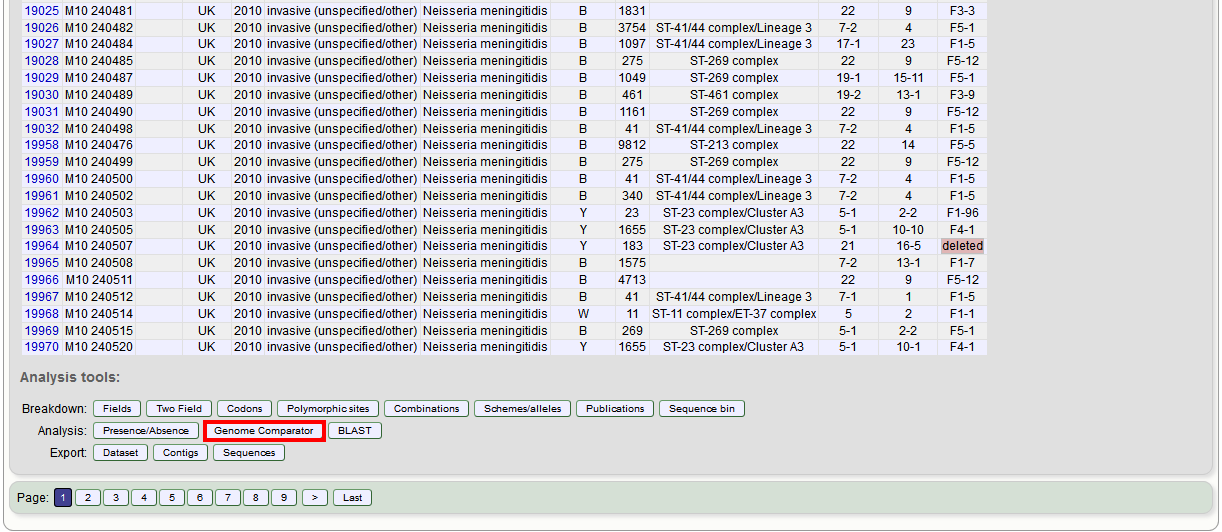 19025 M10 240481 UK 2010 invasive (unspecified/other) Neisseria meningitidis B 1831 22 9 F3-3
19026 M10 240482 UK 2010 invasive (unspecified/other) Neisseria meningitidis B 3754 ST-41/44 complex/Lineage 3 7-2 4 F5-1
19027 M10 240484 UK 2010 invasive (unspecified/other) Neisseria meningitidis B 1097 ST-41/44 complex/Lineage 3 17-1 23 F1-5
19028 M10 240485 UK 2010 invasive (unspecified/other) Neisseria meningitidis B 275 ST-269 complex 22 9 F5-12
19029 M10 240487 UK 2010 invasive (unspecified/other) Neisseria meningitidis B 1049 ST-269 complex 19-1 15-11 F5-1
19030 M10 240489 UK 2010 invasive (unspecified/other) Neisseria meningitidis B 461 ST-461 complex 19-2 13-1 F3-9
19031 M10 240490 UK 2010 invasive (unspecified/other) Neisseria meningitidis B 1161 ST-269 complex 22 9 F5-12
19032 M10 240498 UK 2010 invasive (unspecified/other) Neisseria meningitidis B 41 ST-41/44 complex/Lineage 3 7-2 4 F1-5
19958 M10 240476 UK 2010 invasive (unspecified/other) Neisseria meningitidis B 9812 ST-213 complex 22 14 F5-5
19959 M10 240499 UK 2010 invasive (unspecified/other) Neisseria meningitidis B 275 ST-269 complex 22 9 F5-12
19960 M10 240500 UK 2010 invasive (unspecified/other) Neisseria meningitidis B 41 ST-41/44 complex/Lineage 3 7-2 4 F1-5
19961 M10 240502 UK 2010 invasive (unspecified/other) Neisseria meningitidis B 340 ST-41/44 complex/Lineage 3 7-2 4 F1-5
19962 M10 240503 UK 2010 invasive (unspecified/other) Neisseria meningitidis Y 23 ST-23 complex/Cluster A3 5-1 2-2 F1-96
19963 M10 240505 UK 2010 invasive (unspecified/other) Neisseria meningitidis Y 1655 ST-23 complex/Cluster A3 5-1 10-10 F4-1
19964 M10 240507 UK 2010 invasive (unspecified/other) Neisseria meningitidis Y 183 ST-23 complex/Cluster A3 21 16-5 deleted
19965 M10 240508 UK 2010 invasive (unspecified/other) Neisseria meningitidis B 1575 7-2 13-1 F1-7
19966 M10 240511 UK 2010 invasive (unspecified/other) Neisseria meningitidis B 4713 22 9 F5-12
19967 M10 240512 UK 2010 invasive (unspecified/other) Neisseria meningitidis B 41 ST-41/44 complex/Lineage 3 7-1 1 F1-5
19968 M10 240514 UK 2010 invasive (unspecified/other) Neisseria meningitidis W 11 ST-11 complex/ET-37 complex 5 2 F1-1
19969 M10 240515 UK 2010 invasive (unspecified/other) Neisseria meningitidis B 269 ST-269 complex 5-1 2-2 F5-1
19970 M10 240520 UK 2010 invasive (unspecified/other) Neisseria meningitidis Y 1655 ST-23 complex/Cluster A3 5-1 10-1 F4-1
Analysis tools:
Breakdown: Fields Two Field Codons Polymorphic sites Combinations Schemes/alleles Publications Sequence bin
Analysis: Presence/Absence Genome Comparator BLAST
Export: Dataset Contigs Sequences
Page: 1 2 3 4 5 6 7 8 9 > Last